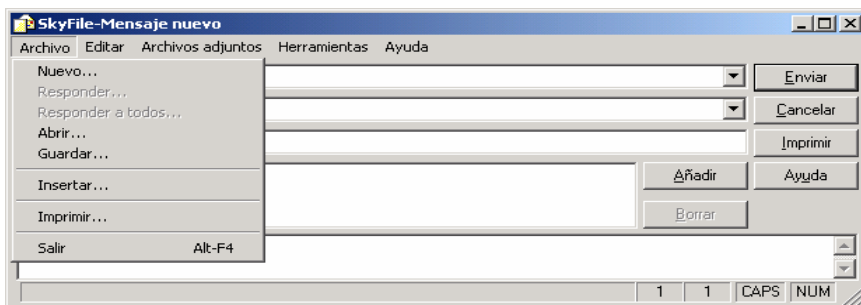 SkyFile-Mensaje nuevo
Archivo Editar Archivos adjuntos Herramientas Ayuda
Nuevo...
Responder...
Responder a todos...
Abrir...
Guardar...
Insertar...
Imprimir...
Salir Alt-F4
Enviar
Cancelar
Imprimir
Añadir Ayuda
Borrar
1 1 CAPS NUM